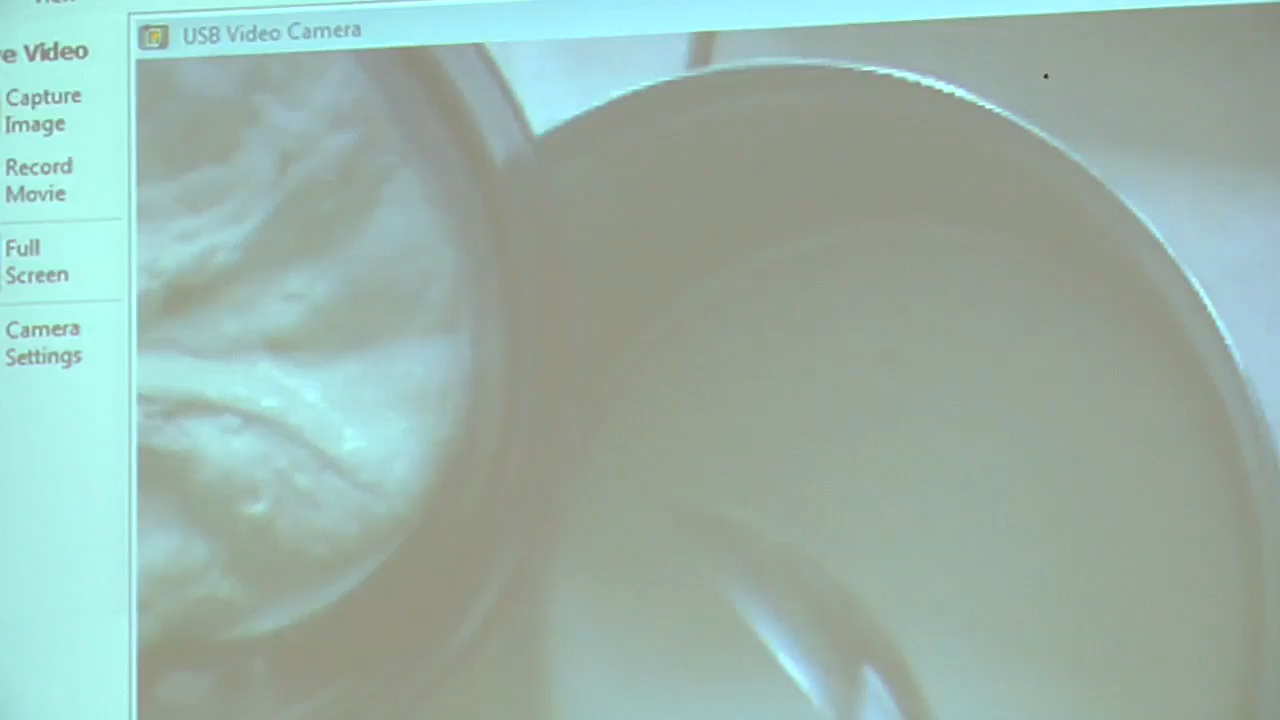 USB Video Camera
e Video
Capture
Image
Record
Movie
Full
Screen
Camera
Settings